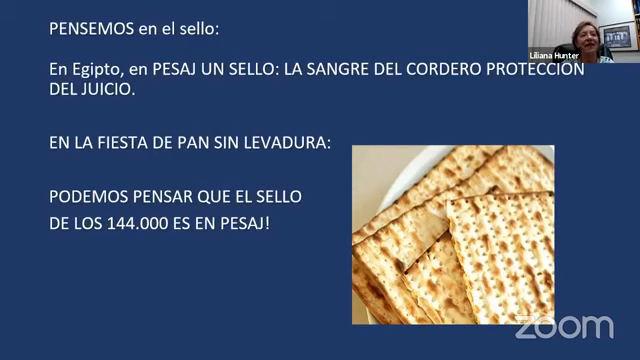 PENSEMOS en el sello:
En Egipto, en PESAJ UN SELLO: LA SANGRE DEL CORDERO PROTECCION
DEL JUICIO.
EN LA FIESTA DE PAN SIN LEVADURA:
PODEMOS PENSAR QUE EL SELLO
DE LOS 144.000 ES EN PESAJ!
Liliana Hunter
zoom